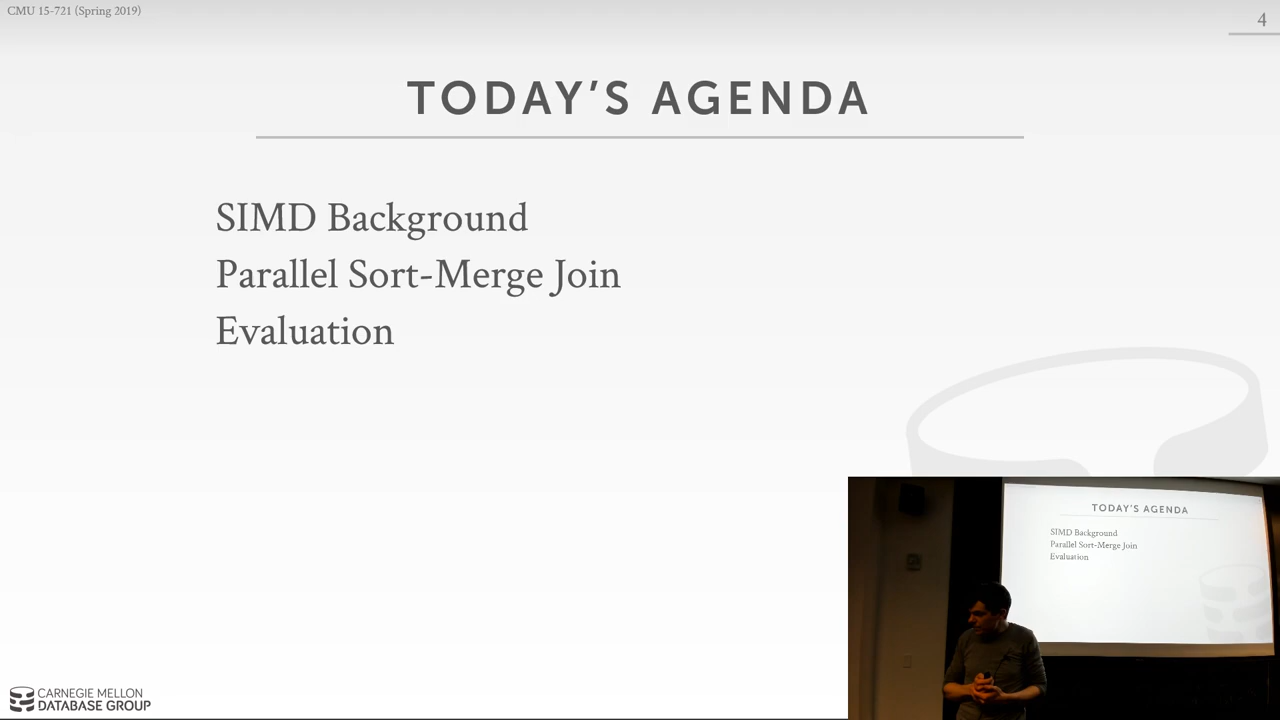 CMU 15-721 (Spring 2019)
4
TODAY'S AGENDA
SIMD Background
Parallel Sort-Merge Join
Evaluation
TODAY'S AGENDA
SIMD Background
Parallel Sort-Merge Join
Evaluation
CARNEGIE MELLON
DATABASE GROUP